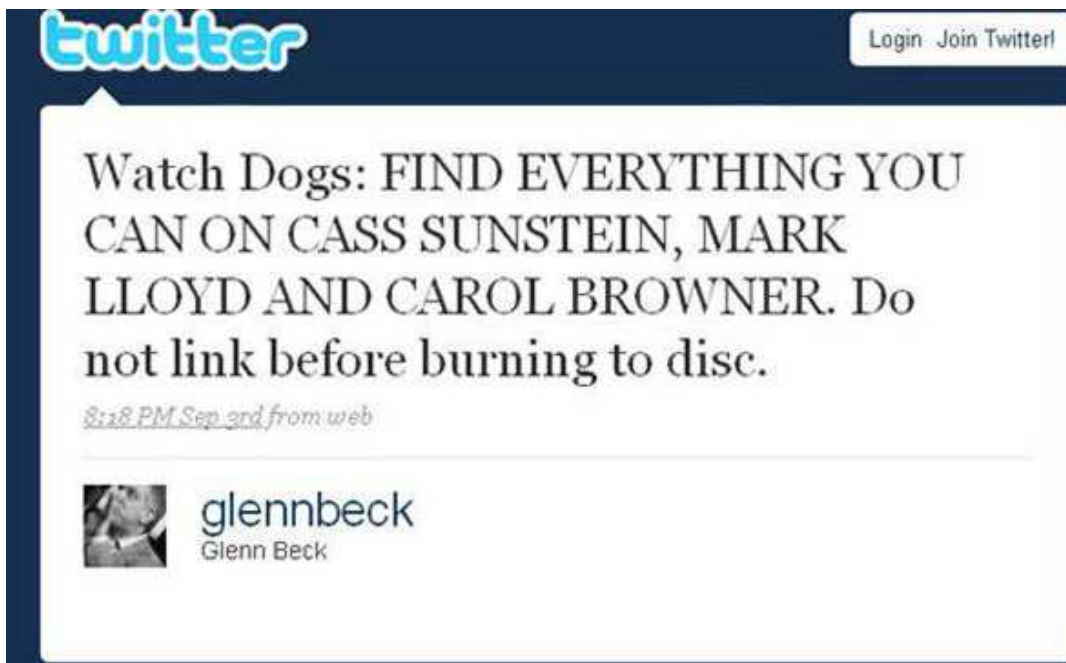 twitter
Login Join Twitter!
Watch Dogs: FIND EVERYTHING YOU
CAN ON CASS SUNSTEIN, MARK
LLOYD AND CAROL BROWNER. Do
not link before burning to disc.
8:18 PM Sep 3rd from web
glennbeck
Glenn Beck